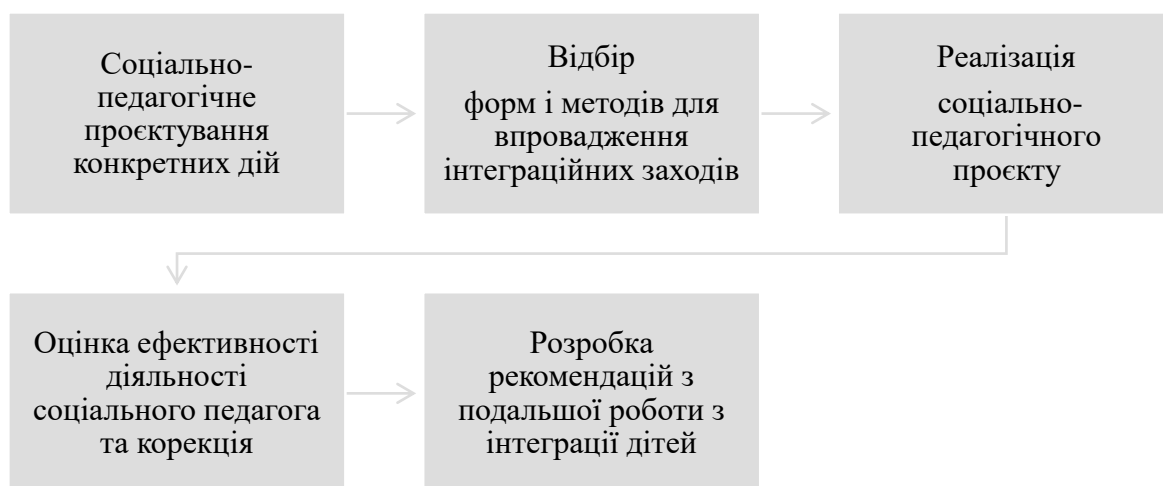 Соціально-
педагогічне
проєктування
конкретних дій
Відбір
форм і методів для
впровадження
інтеграційних заходів
Реалізація
соціально-
педагогічного
проєкту
Оцінка ефективності
діяльності
соціального педагога
та корекція
Розробка
рекомендацій з
подальшої роботи з
інтеграції дітей